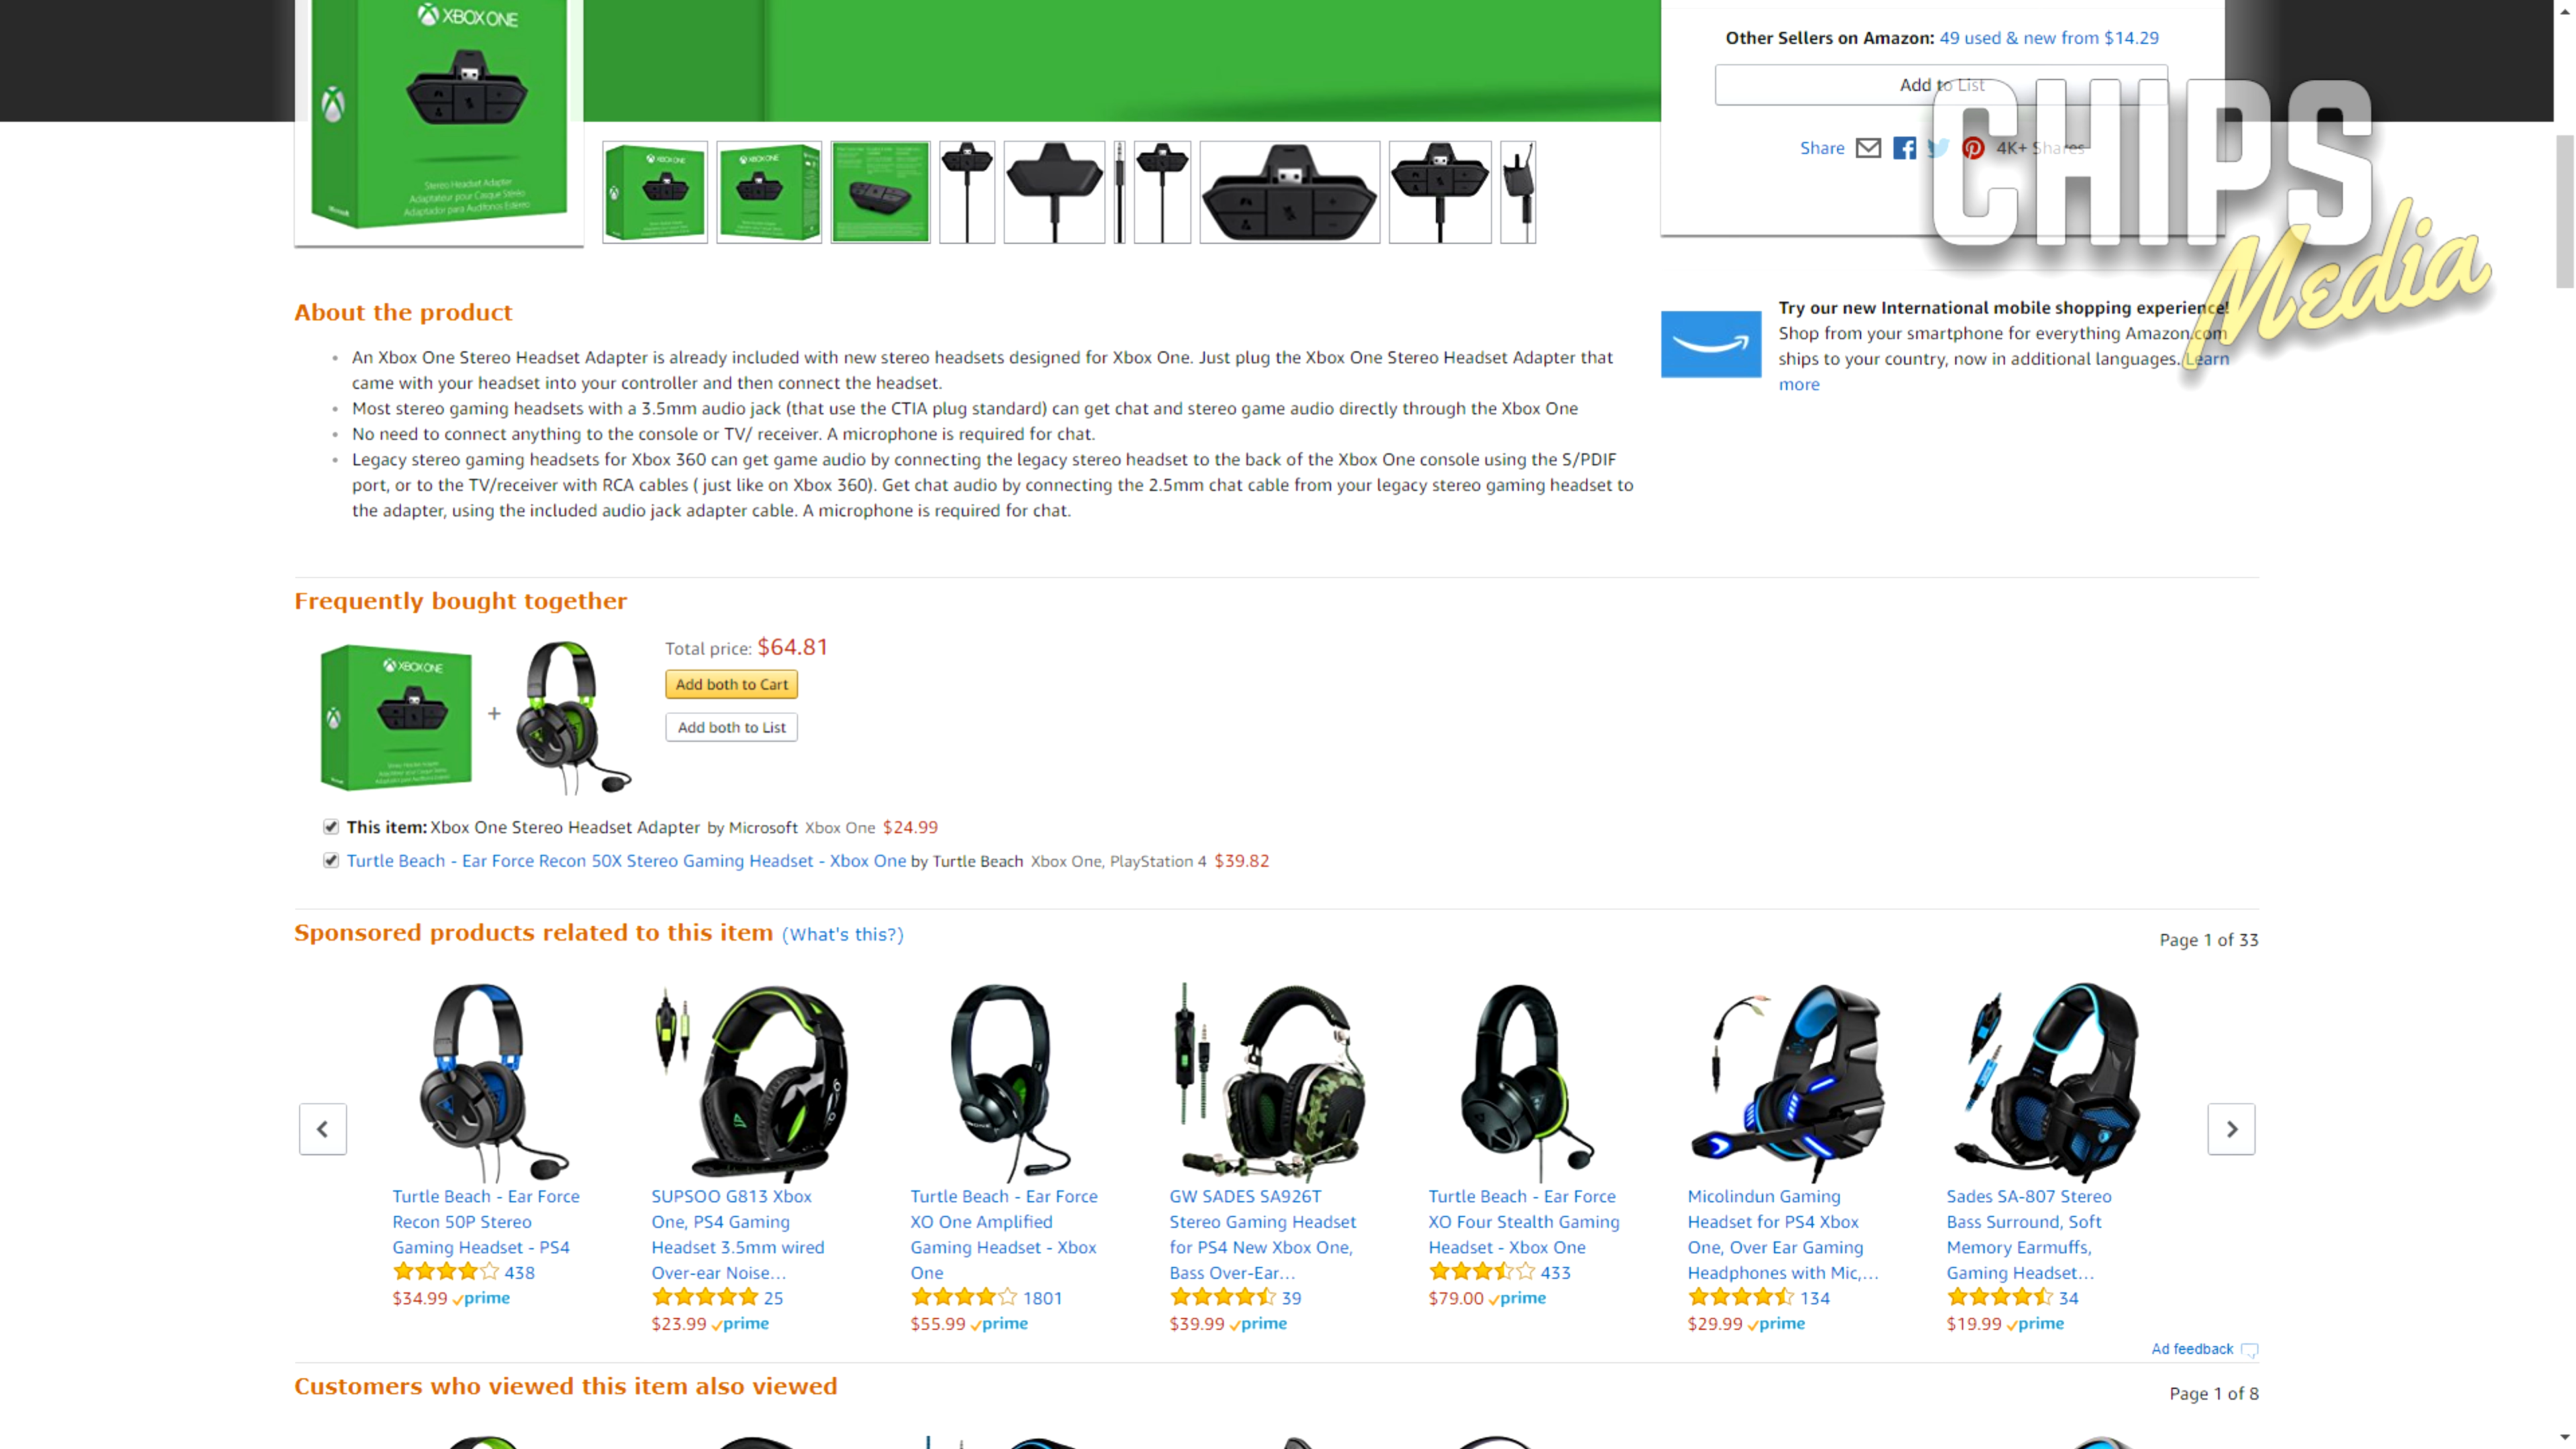 XBOX ONE
Stereo Headset Adapter
Adaptateur pour Casque Stéréo
Adaptador para Audífonos Estéreo
Microsoft
XBOX ONE
XBOX ONE
Other Sellers on Amazon: 49 used & new from $14.29
Add to List
Share 4K+ Shares
CHIPS
Media
About the product
An Xbox One Stereo Headset Adapter is already included with new stereo headsets designed for Xbox One. Just plug the Xbox One Stereo Headset Adapter that
came with your headset into your controller and then connect the headset.
Most stereo gaming headsets with a 3.5mm audio jack (that use the CTIA plug standard) can get chat and stereo game audio directly through the Xbox One
No need to connect anything to the console or TV/ receiver. A microphone is required for chat.
Legacy stereo gaming headsets for Xbox 360 can get game audio by connecting the legacy stereo headset to the back of the Xbox One console using the S/PDIF
port, or to the TV/receiver with RCA cables ( just like on Xbox 360). Get chat audio by connecting the 2.5mm chat cable from your legacy stereo gaming headset to
the adapter, using the included audio jack adapter cable. A microphone is required for chat.
Try our new International mobile shopping experience!
Shop from your smartphone for everything Amazon.com
ships to your country, now in additional languages. Learn
more
Frequently bought together
XBOX ONE
+
Total price: $64.81
Add both to Cart
Add both to List
This item: Xbox One Stereo Headset Adapter by Microsoft Xbox One $24.99
Turtle Beach - Ear Force Recon 50X Stereo Gaming Headset - Xbox One by Turtle Beach Xbox One, PlayStation 4 $39.82
Sponsored products related to this item (What's this?)
Page 1 of 33
Turtle Beach - Ear Force
Recon 50P Stereo
Gaming Headset - PS4
438
$34.99 prime
SUPSOO G813 Xbox
One, PS4 Gaming
Headset 3.5mm wired
Over-ear Noise...
25
$23.99 prime
Turtle Beach - Ear Force
XO One Amplified
Gaming Headset - Xbox
One
1801
$55.99 prime
GW SADES SA926T
Stereo Gaming Headset
for PS4 New Xbox One,
Bass Over-Ear...
39
$39.99 prime
Turtle Beach - Ear Force
XO Four Stealth Gaming
Headset - Xbox One
433
$79.00 prime
Micolindun Gaming
Headset for PS4 Xbox
One, Over Ear Gaming
Headphones with Mic,...
134
$29.99 prime
Sades SA-807 Stereo
Bass Surround, Soft
Memory Earmuffs,
Gaming Headset...
34
$19.99 prime
Ad feedback
Customers who viewed this item also viewed
Page 1 of 8